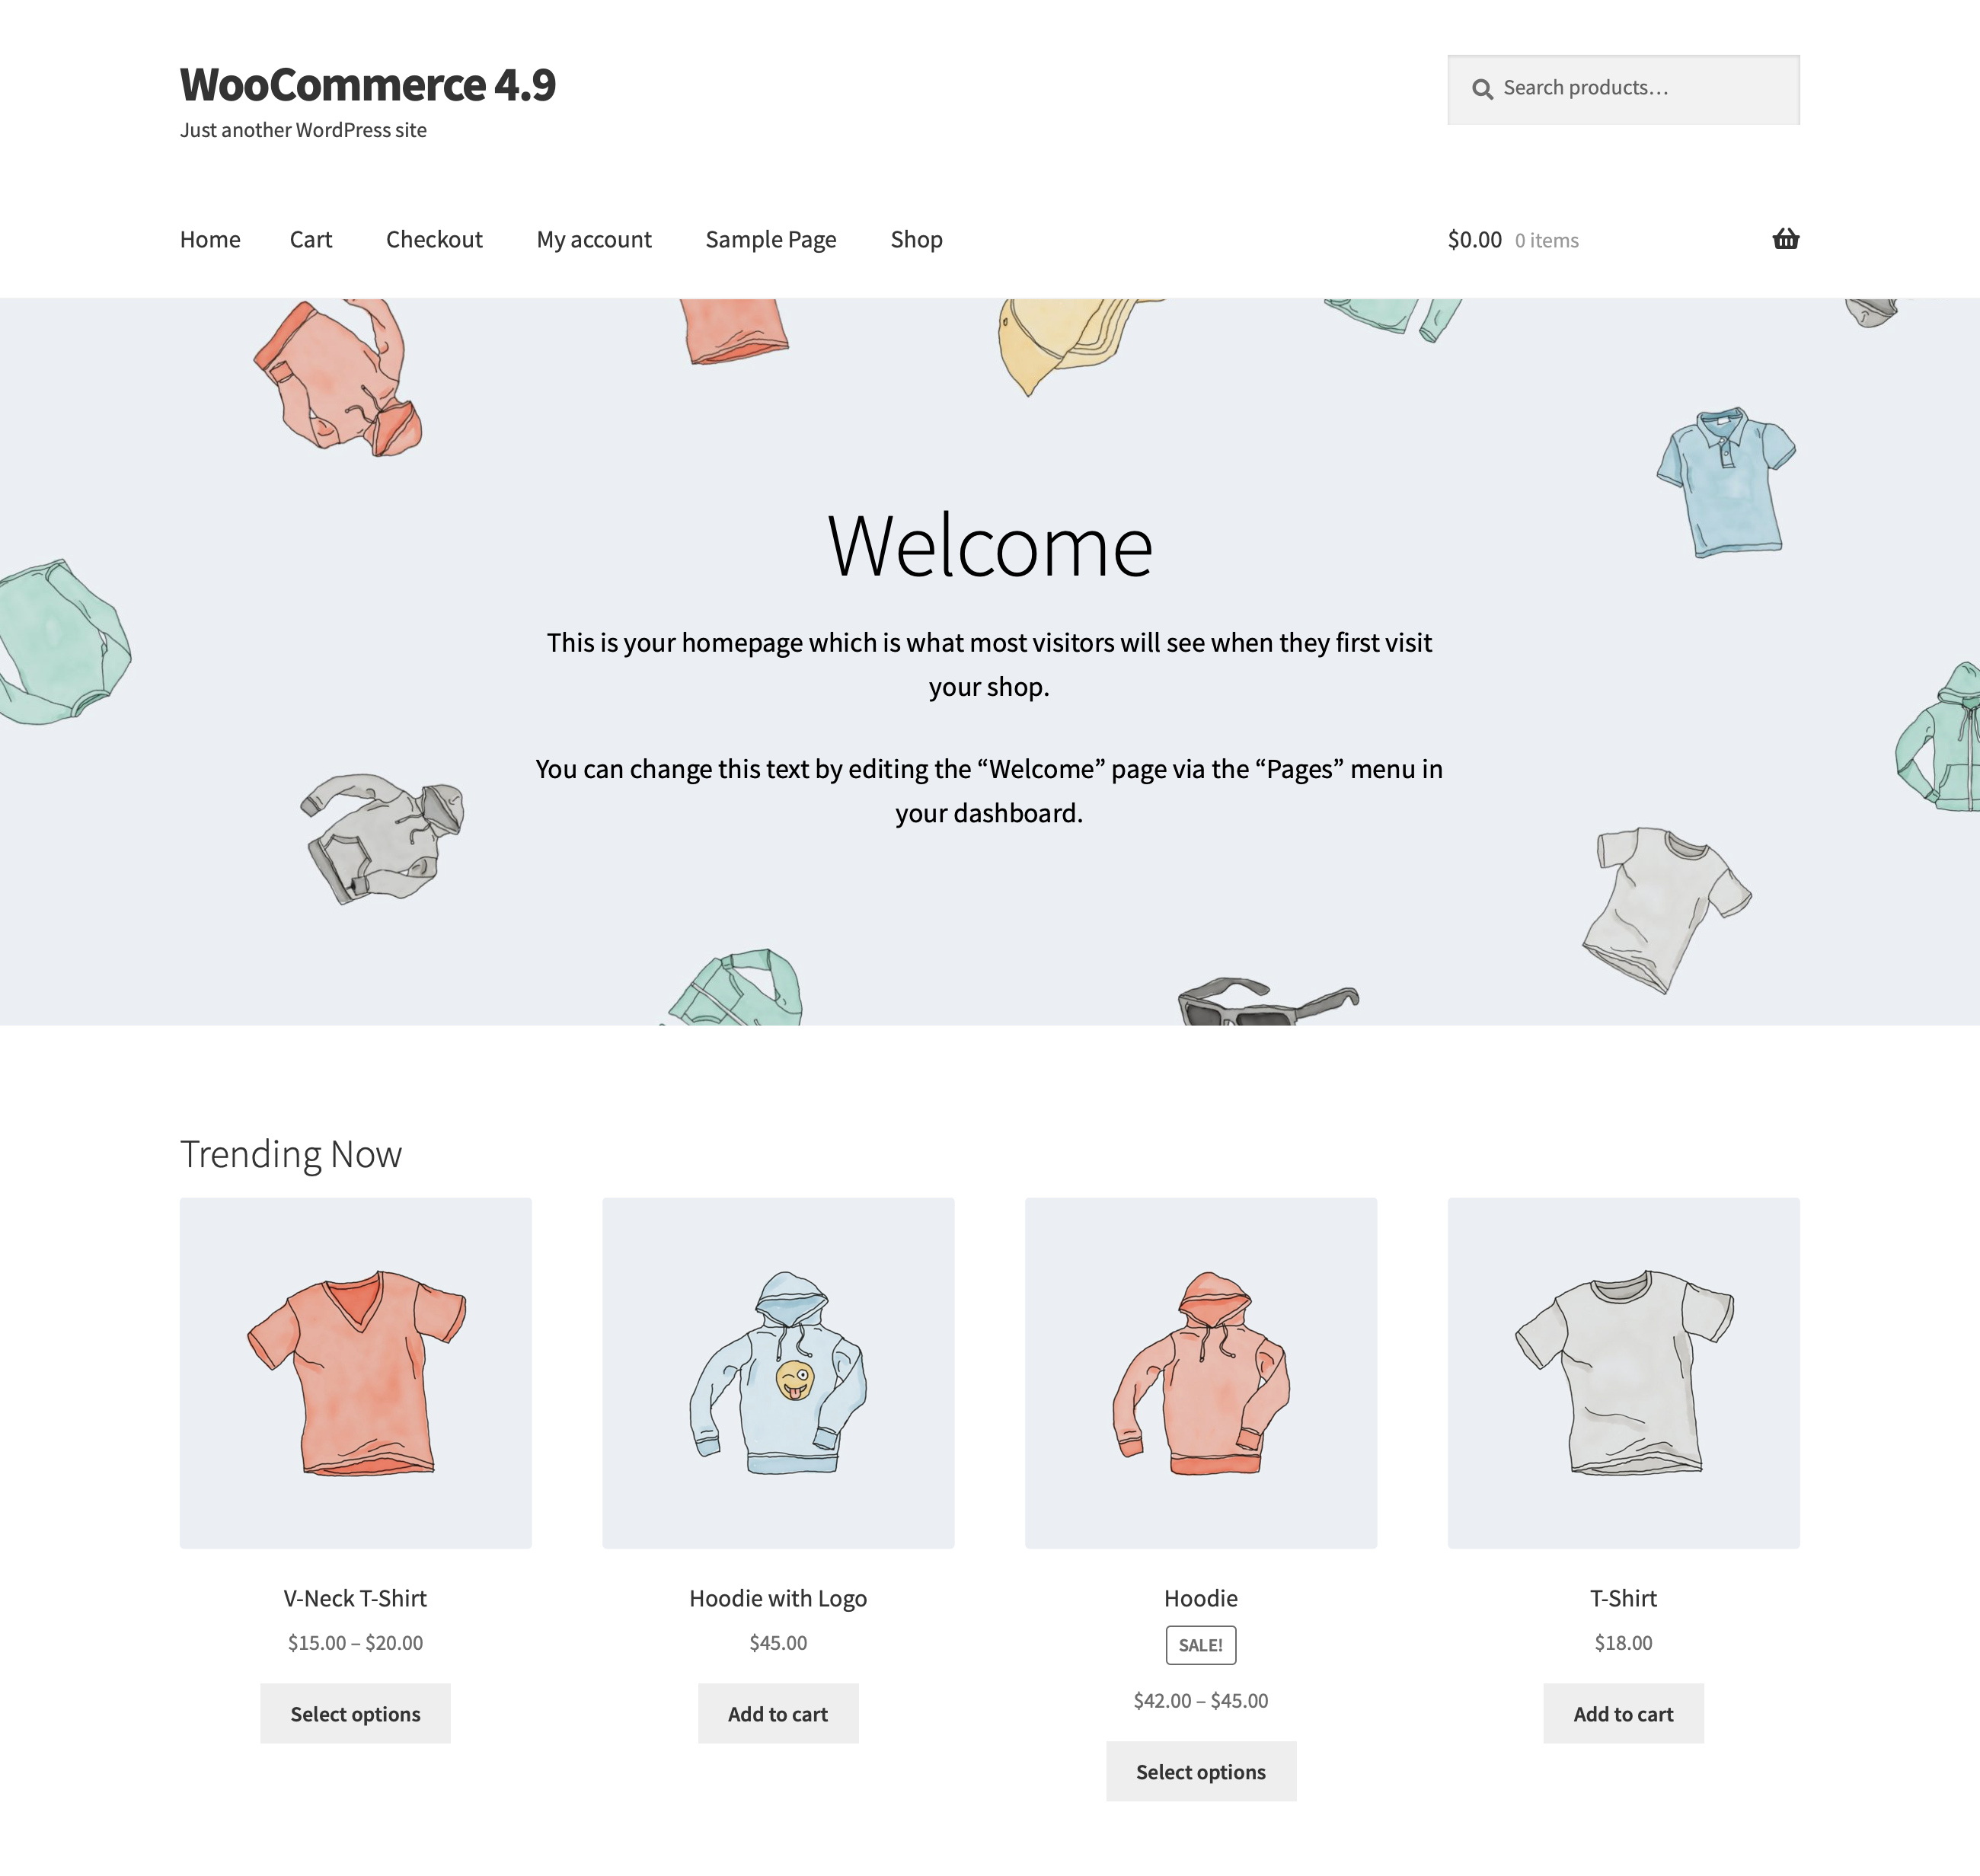 WooCommerce 4.9
Just another WordPress site
Search products…
Home Cart Checkout My account Sample Page Shop
$0.00 0 items
Welcome
This is your homepage which is what most visitors will see when they first visit
your shop.
You can change this text by editing the “Welcome” page via the “Pages” menu in
your dashboard.
Trending Now
V-Neck T-Shirt
$15.00 – $20.00
Select options
Hoodie with Logo
$45.00
Add to cart
Hoodie
SALE!
$42.00 – $45.00
Select options
T-Shirt
$18.00
Add to cart